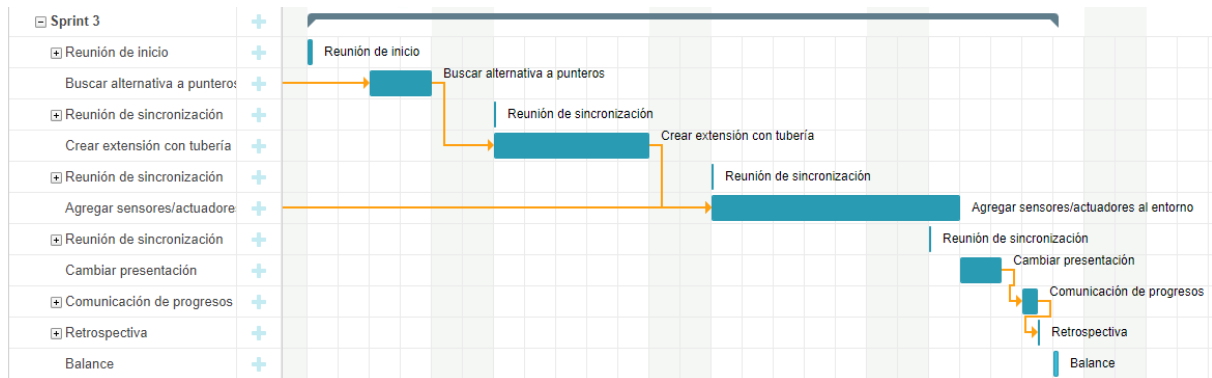 Sprint 3
Reunión de inicio Reunión de inicio
Buscar alternativa a punteros Buscar alternativa a punteros
Reunión de sincronización Reunión de sincronización
Crear extensión con tubería Crear extensión con tubería
Reunión de sincronización Reunión de sincronización
Agregar sensores/actuadore Agregar sensores/actuadores al entorno
Reunión de sincronización Reunión de sincronización
Cambiar presentación Cambiar presentación
Comunicación de progresos Comunicación de progresos
Retrospectiva Retrospectiva
Balance Balance